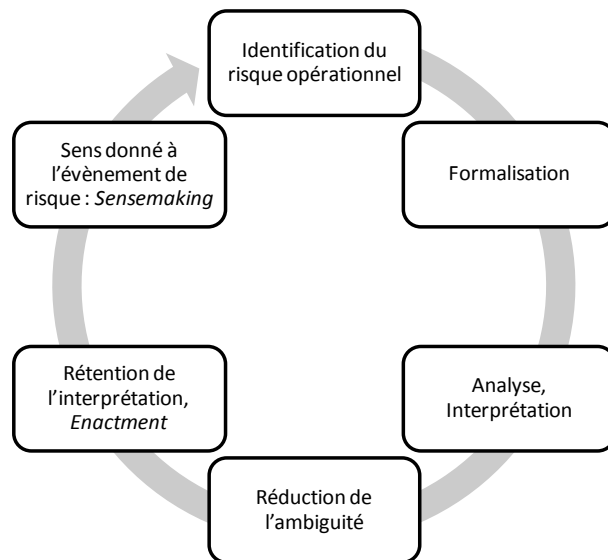 Identification du
risque opérationnel
Formalisation
Analyse,
Interprétation
Réduction de
l’ambiguité
Rétention de
l’interprétation,
Enactment
Sens donné à
l’évènement de
risque : Sensemaking